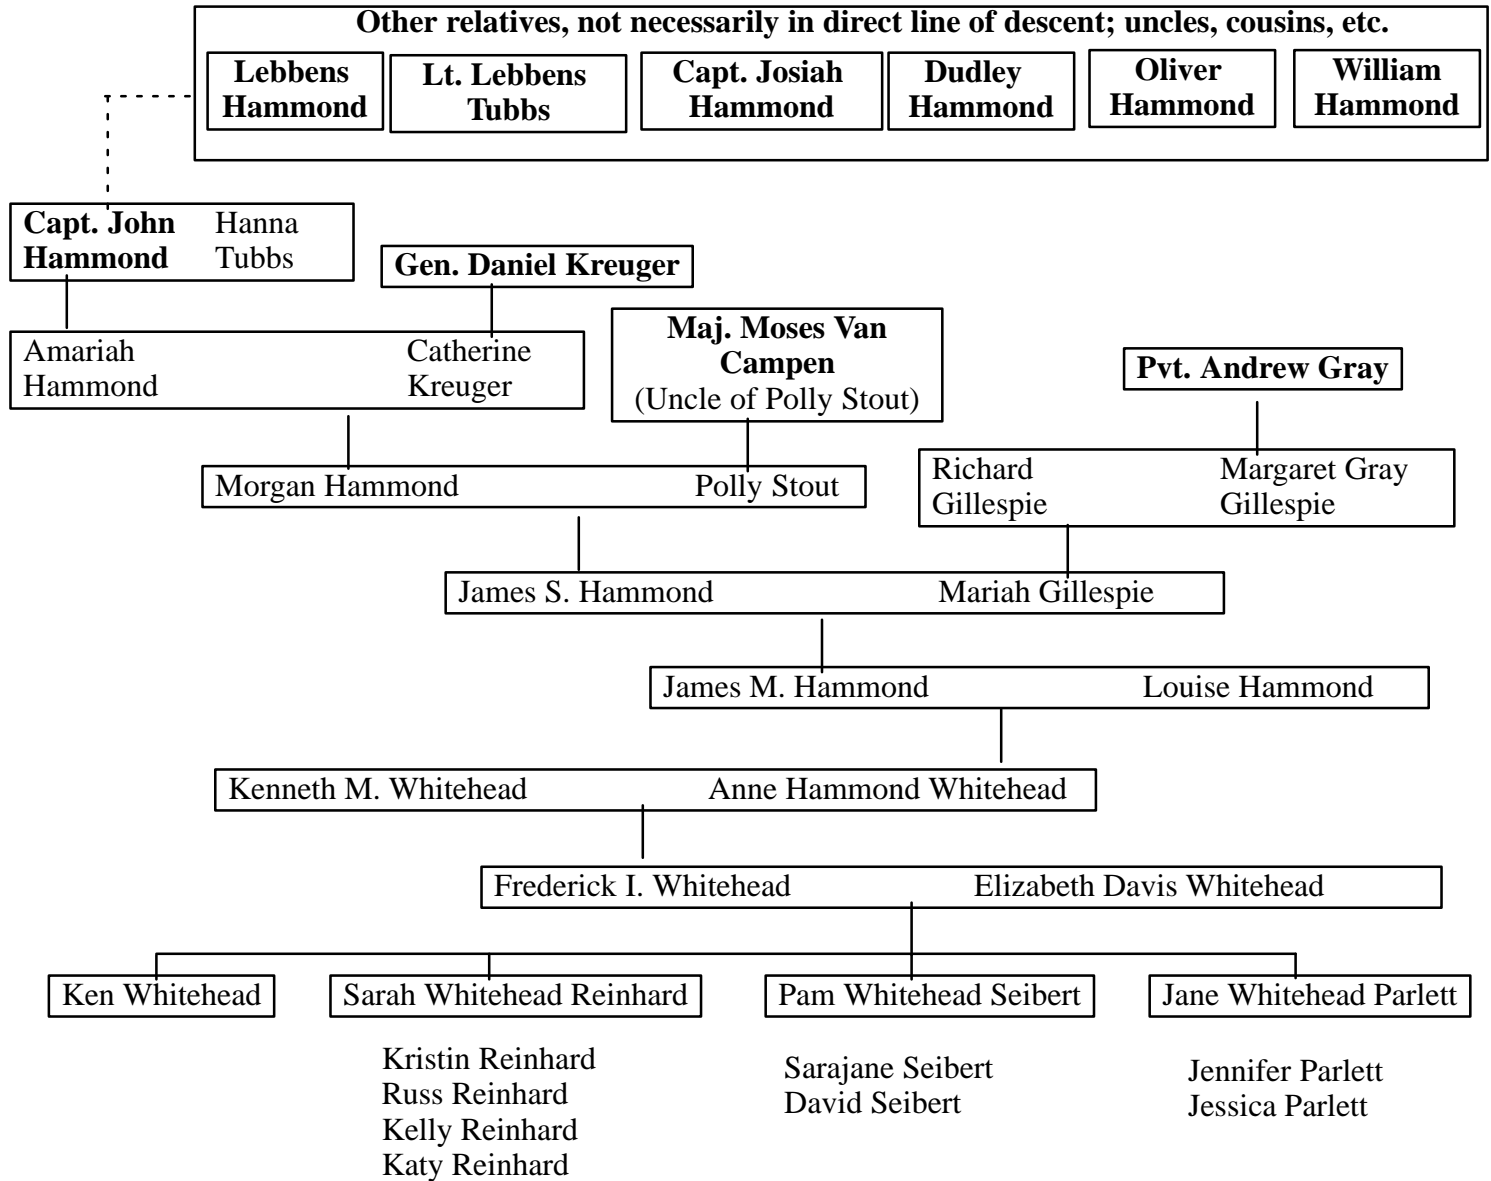 Other relatives, not necessarily in direct line of descent; uncles, cousins, etc.
Lebbens
Hammond
Lt. Lebbens
Tubbs
Capt. Josiah
Hammond
Dudley
Hammond
Oliver
Hammond
William
Hammond
Capt. John
Hammond
Hanna
Tubbs
Gen. Daniel Kreuger
Amariah
Hammond
Catherine
Kreuger
Maj. Moses Van
Campen
(Uncle of Polly Stout)
Pvt. Andrew Gray
Morgan Hammond
Polly Stout
Richard
Gillespie
Margaret Gray
Gillespie
James S. Hammond
Mariah Gillespie
James M. Hammond
Louise Hammond
Kenneth M. Whitehead
Anne Hammond Whitehead
Frederick I. Whitehead
Elizabeth Davis Whitehead
Ken Whitehead
Sarah Whitehead Reinhard
Pam Whitehead Seibert
Jane Whitehead Parlett
Kristin Reinhard
Russ Reinhard
Kelly Reinhard
Katy Reinhard
Sarajane Seibert
David Seibert
Jennifer Parlett
Jessica Parlett